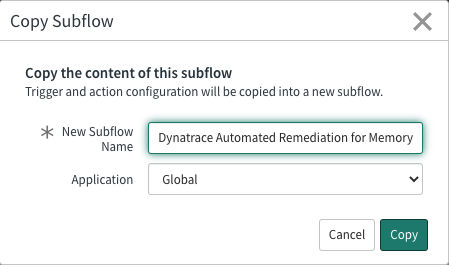 Copy Subflow
Copy the content of this subflow
Trigger and action configuration will be copied into a new subflow.
New Subflow
Name
Dynatrace Automated Remediation for Memory
Application
Global
Cancel
Copy